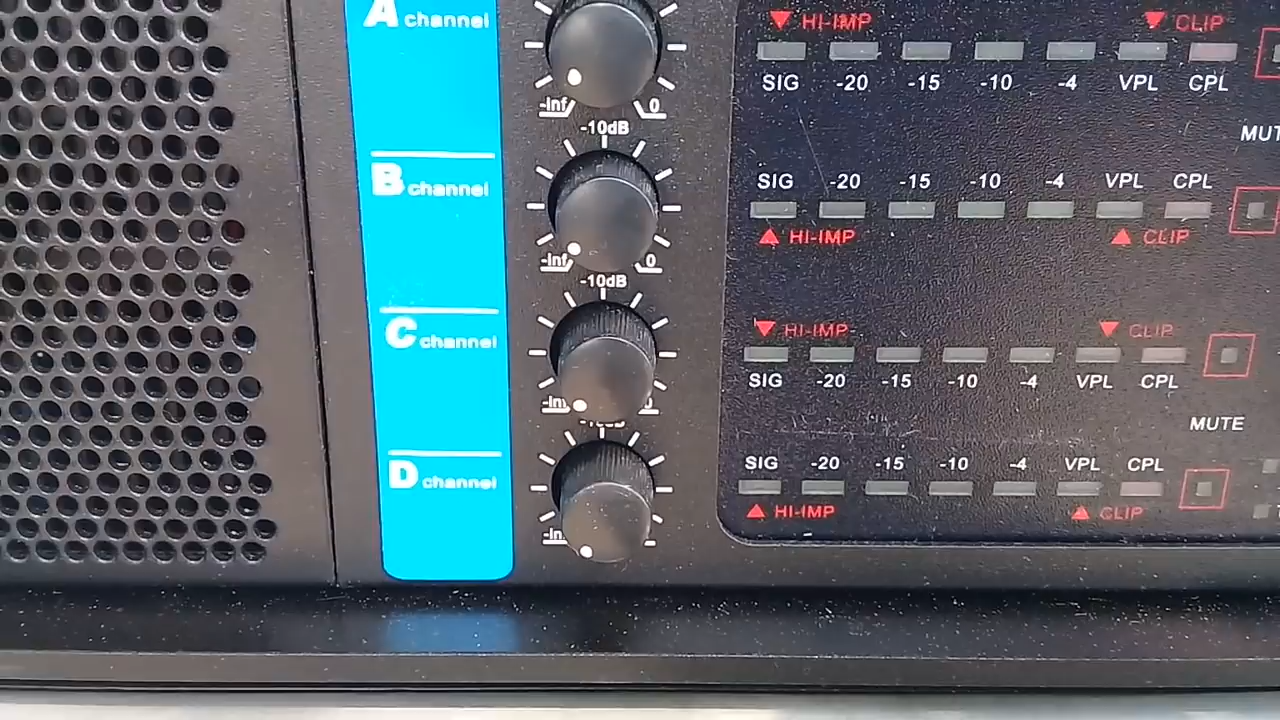 A channel
-Inf 0
HI-IMP CLIP
SIG -20 -15 -10 -4 VPL CPL
-10dB
B channel
-Inf 0
SIG -20 -15 -10 -4 VPL CPL
HI-IMP CLIP
-10dB
C channel
HI-IMP CLIP
SIG -20 -15 -10 -4 VPL CPL
MUTE
D channel
SIG -20 -15 -10 -4 VPL CPL
HI-IMP CLIP